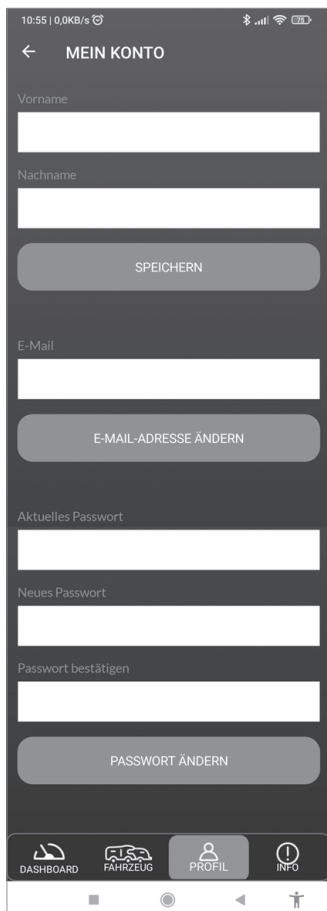 10:55 | 0,0KB/s
75
MEIN KONTO
Vorname
Nachname
SPEICHERN
E-Mail
E-MAIL-ADRESSE ÄNDERN
Aktuelles Passwort
Neues Passwort
Passwort bestätigen
PASSWORT ÄNDERN
DASHBOARD
FAHRZEUG
PROFIL
INFO